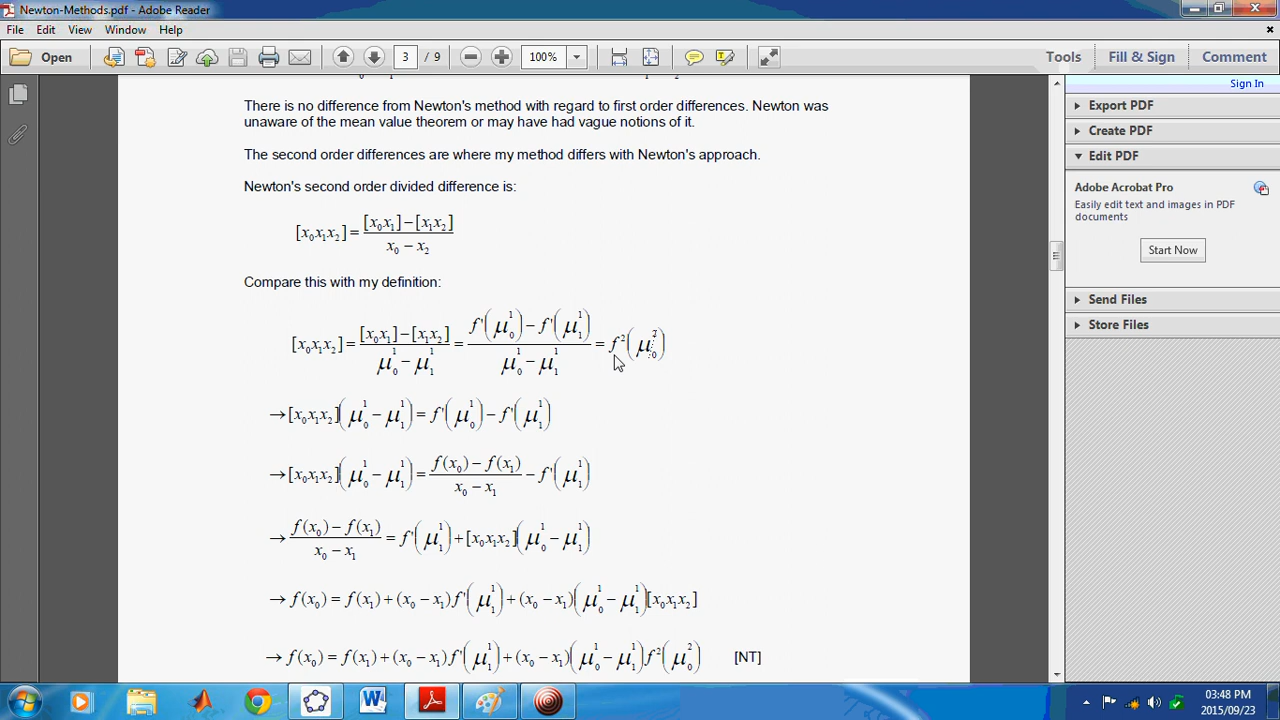 Newton-Methods.pdf - Adobe Reader
File Edit View Window Help
Open 3 / 9 100% Tools Fill & Sign Comment
Sign In
There is no difference from Newton's method with regard to first order differences. Newton was
unaware of the mean value theorem or may have had vague notions of it.
The second order differences are where my method differs with Newton's approach.
Newton's second order divided difference is:
[x₀x₁x₂] = ([x₀x₁] − [x₁x₂]) / (x₀ − x₂)
Compare this with my definition:
[x₀x₁x₂] = ([x₀x₁] − [x₁x₂]) / (μ₀¹ − μ₁¹) = (f'(μ₀¹) − f'(μ₁¹)) / (μ₀¹ − μ₁¹) = f²(μ₀²)
→ [x₀x₁x₂](μ₀¹ − μ₁¹) = f'(μ₀¹) − f'(μ₁¹)
→ [x₀x₁x₂](μ₀¹ − μ₁¹) = (f(x₀) − f(x₁)) / (x₀ − x₁) − f'(μ₁¹)
→ (f(x₀) − f(x₁)) / (x₀ − x₁) = f'(μ₁¹) + [x₀x₁x₂](μ₀¹ − μ₁¹)
→ f(x₀) = f(x₁) + (x₀ − x₁) f'(μ₁¹) + (x₀ − x₁)(μ₀¹ − μ₁¹)[x₀x₁x₂]
→ f(x₀) = f(x₁) + (x₀ − x₁) f'(μ₁¹) + (x₀ − x₁)(μ₀¹ − μ₁¹) f²(μ₀²) [NT]
Export PDF
Create PDF
Edit PDF
Adobe Acrobat Pro
Easily edit text and images in PDF
documents
Start Now
Send Files
Store Files
03:48 PM
2015/09/23